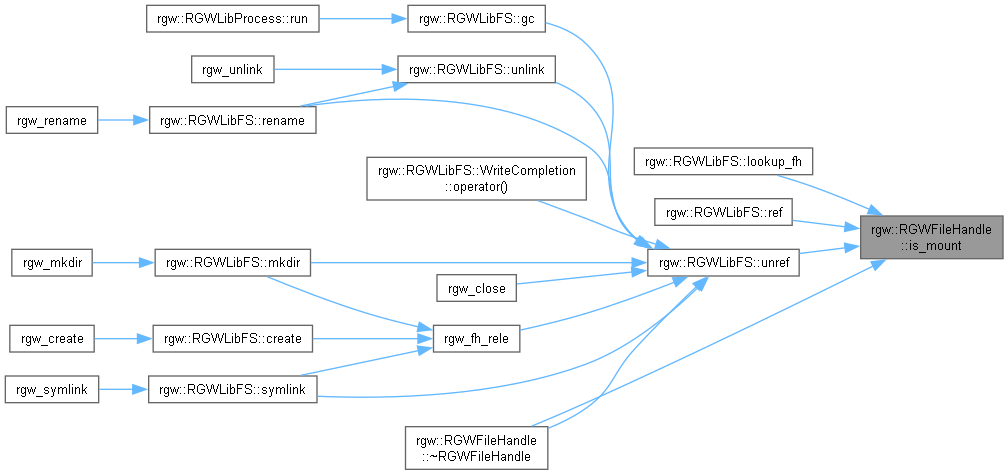 rgw::RGWLibProcess::run
rgw::RGWLibFS::gc
rgw_unlink
rgw::RGWLibFS::unlink
rgw_rename
rgw::RGWLibFS::rename
rgw::RGWLibFS::lookup_fh
rgw::RGWLibFS::WriteCompletion
::operator()
rgw::RGWLibFS::ref
rgw::RGWFileHandle
::is_mount
rgw_mkdir
rgw::RGWLibFS::mkdir
rgw::RGWLibFS::unref
rgw_close
rgw_create
rgw::RGWLibFS::create
rgw_fh_rele
rgw_symlink
rgw::RGWLibFS::symlink
rgw::RGWFileHandle
::~RGWFileHandle